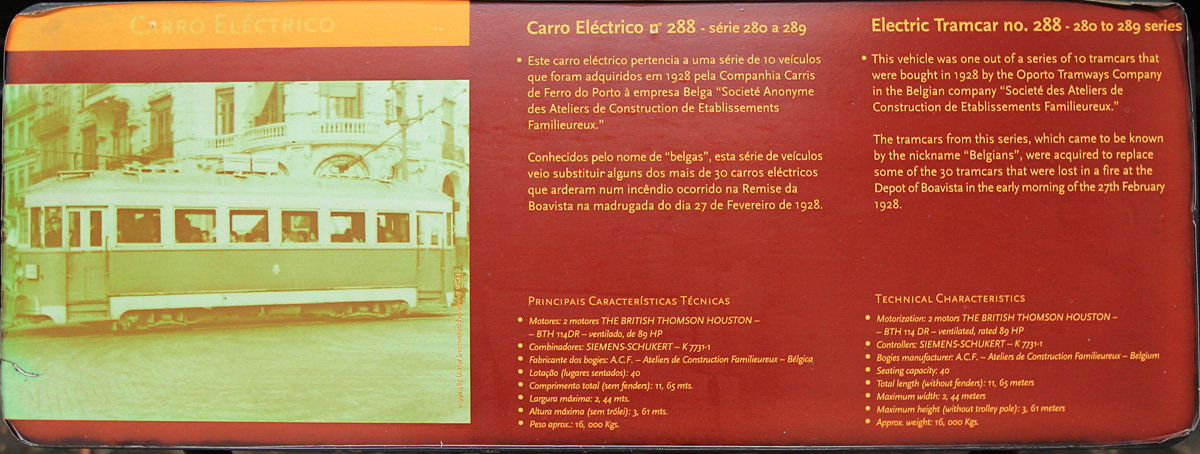 CARRO ELÉCTRICO
Carro Eléctrico nº 288 - série 280 a 289
• Este carro eléctrico pertencia a uma série de 10 veículos
que foram adquiridos em 1928 pela Companhia Carris
de Ferro do Porto à empresa Belga “Societé Anonyme
des Ateliers de Construction de Etablissements
Familieureux.”
Conhecidos pelo nome de “belgas”, esta série de veículos
veio substituir alguns dos mais de 30 carros eléctricos
que arderam num incêndio ocorrido na Remise da
Boavista na madrugada do dia 27 de Fevereiro de 1928.
PRINCIPAIS CARACTERÍSTICAS TÉCNICAS
• Motores: 2 motores THE BRITISH THOMSON HOUSTON –
– BTH 114DR – ventilado, de 89 HP
• Combinadores: SIEMENS-SCHUKERT – K 7731-1
• Fabricante dos bogies: A.C.F. – Ateliers de Construction Familieureux – Bélgica
• Lotação (lugares sentados): 40
• Comprimento total (sem fenders): 11, 65 mts.
• Largura máxima: 2, 44 mts.
• Altura máxima (sem trólei): 3, 61 mts.
• Peso aprox.: 16, 000 Kgs.
Electric Tramcar no. 288 - 280 to 289 series
• This vehicle was one out of a series of 10 tramcars that
were bought in 1928 by the Oporto Tramways Company
in the Belgian company “Societé des Ateliers de
Construction de Etablissements Familieureux.”
The tramcars from this series, which came to be known
by the nickname “Belgians”, were acquired to replace
some of the 30 tramcars that were lost in a fire at the
Depot of Boavista in the early morning of the 27th February
1928.
TECHNICAL CHARACTERISTICS
• Motorization: 2 motors THE BRITISH THOMSON HOUSTON –
– BTH 114 DR – ventilated, rated 89 HP
• Controllers: SIEMENS-SCHUKERT – K 7731-1
• Bogies manufacturer: A.C.F. – Ateliers de Construction Familieureux – Belgium
• Seating capacity: 40
• Total length (without fenders): 11, 65 meters
• Maximum width: 2, 44 meters
• Maximum height (without trolley pole): 3, 61 meters
• Approx. weight: 16, 000 Kgs.